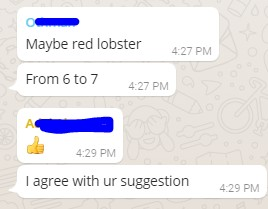 Maybe red lobster
4:27 PM
From 6 to 7
4:27 PM
👍
4:29 PM
I agree with ur suggestion
4:29 PM